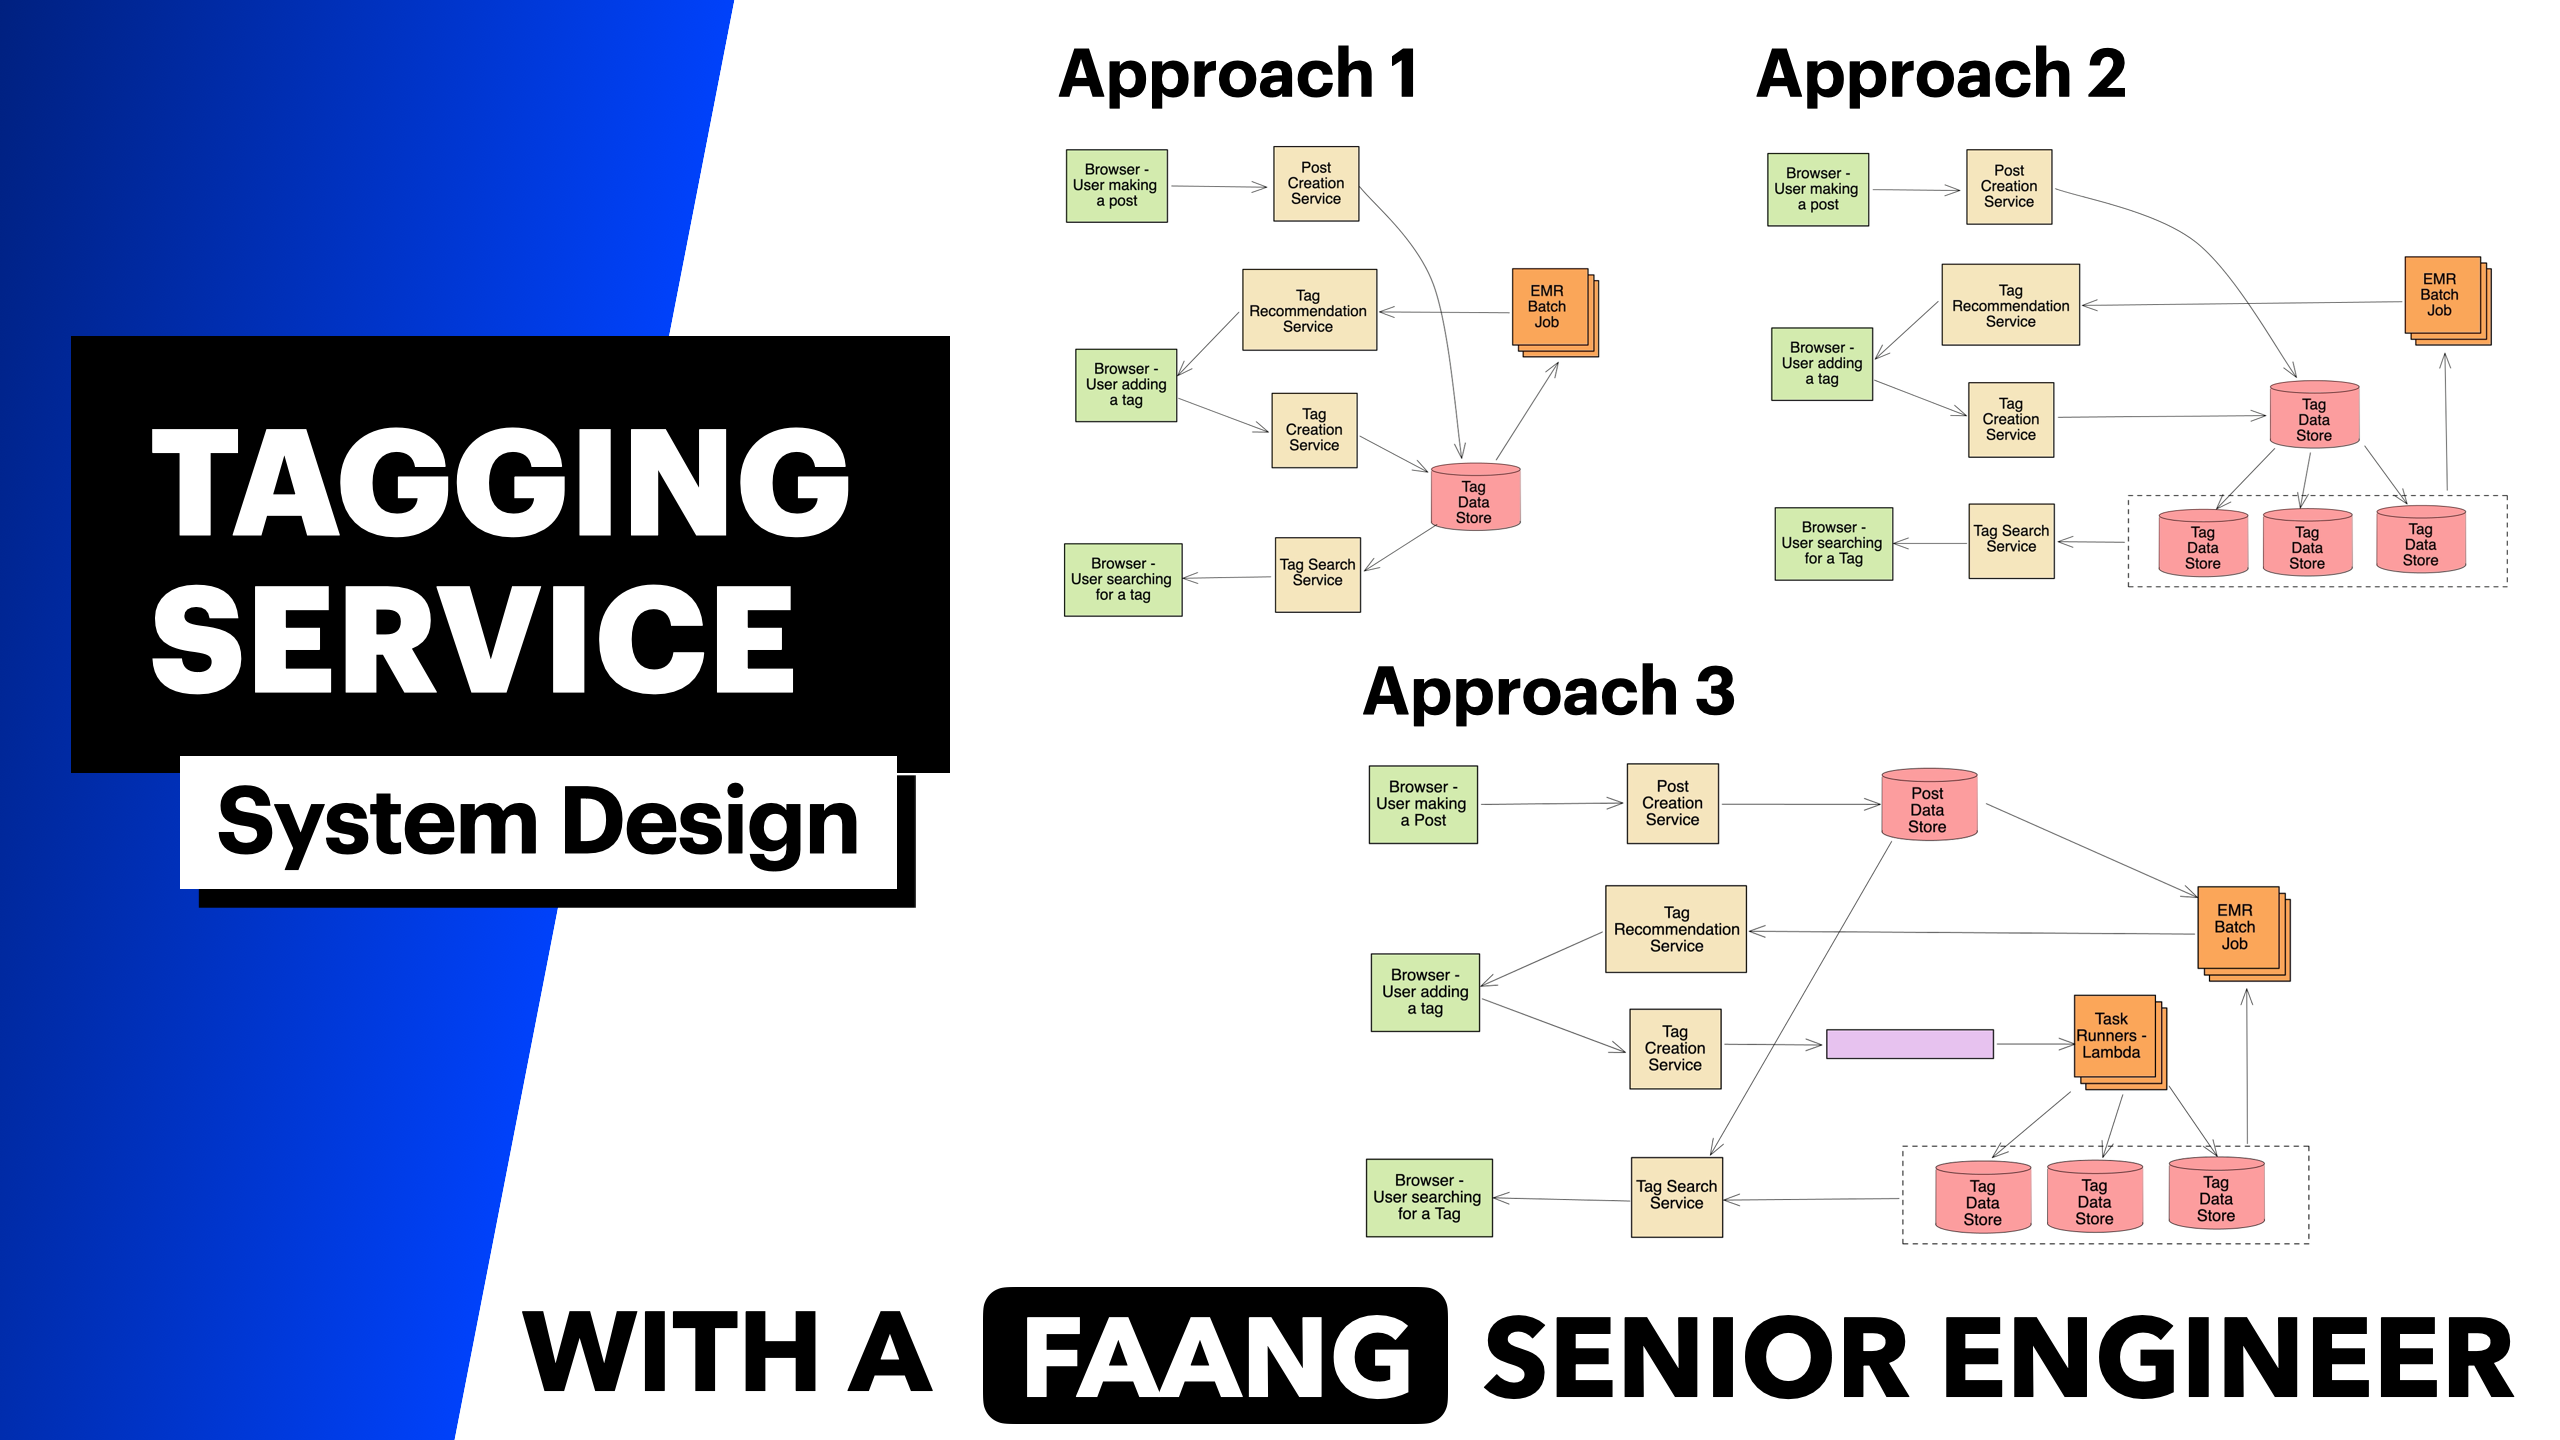 TAGGING
SERVICE
System Design
Approach 1
Browser -
User making
a post
Post
Creation
Service
Tag
Recommendation
Service
EMR
Batch
Job
Browser -
User adding
a tag
Tag
Creation
Service
Tag
Data
Store
Browser -
User searching
for a tag
Tag Search
Service
Approach 2
Browser -
User making
a post
Post
Creation
Service
Tag
Recommendation
Service
EMR
Batch
Job
Browser -
User adding
a tag
Tag
Creation
Service
Tag
Data
Store
Browser -
User searching
for a Tag
Tag Search
Service
Tag
Data
Store
Tag
Data
Store
Tag
Data
Store
Approach 3
Browser -
User making
a Post
Post
Creation
Service
Post
Data
Store
Tag
Recommendation
Service
EMR
Batch
Job
Browser -
User adding
a tag
Tag
Creation
Service
Task
Runners -
Lambda
Browser -
User searching
for a Tag
Tag Search
Service
Tag
Data
Store
Tag
Data
Store
Tag
Data
Store
WITH A FAANG SENIOR ENGINEER